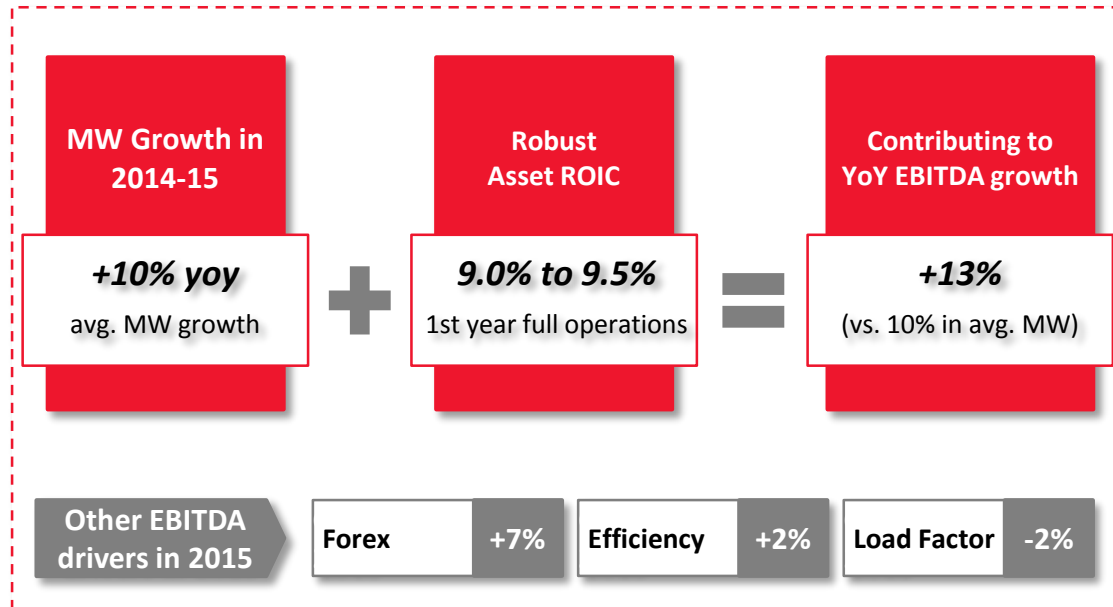 MW Growth in
2014-15
+10% yoy
avg. MW growth
Robust
Asset ROIC
9.0% to 9.5%
1st year full operations
Contributing to
YoY EBITDA growth
+13%
(vs. 10% in avg. MW)
Other EBITDA
drivers in 2015
Forex +7%
Efficiency +2%
Load Factor -2%